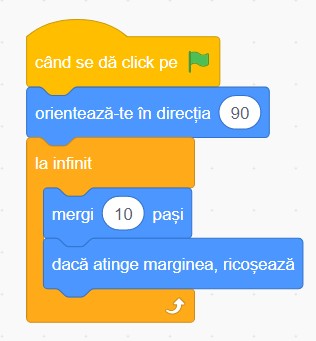 când se dă click pe
orientează-te în direcția 90
la infinit
mergi 10 pași
dacă atinge marginea, ricoșează